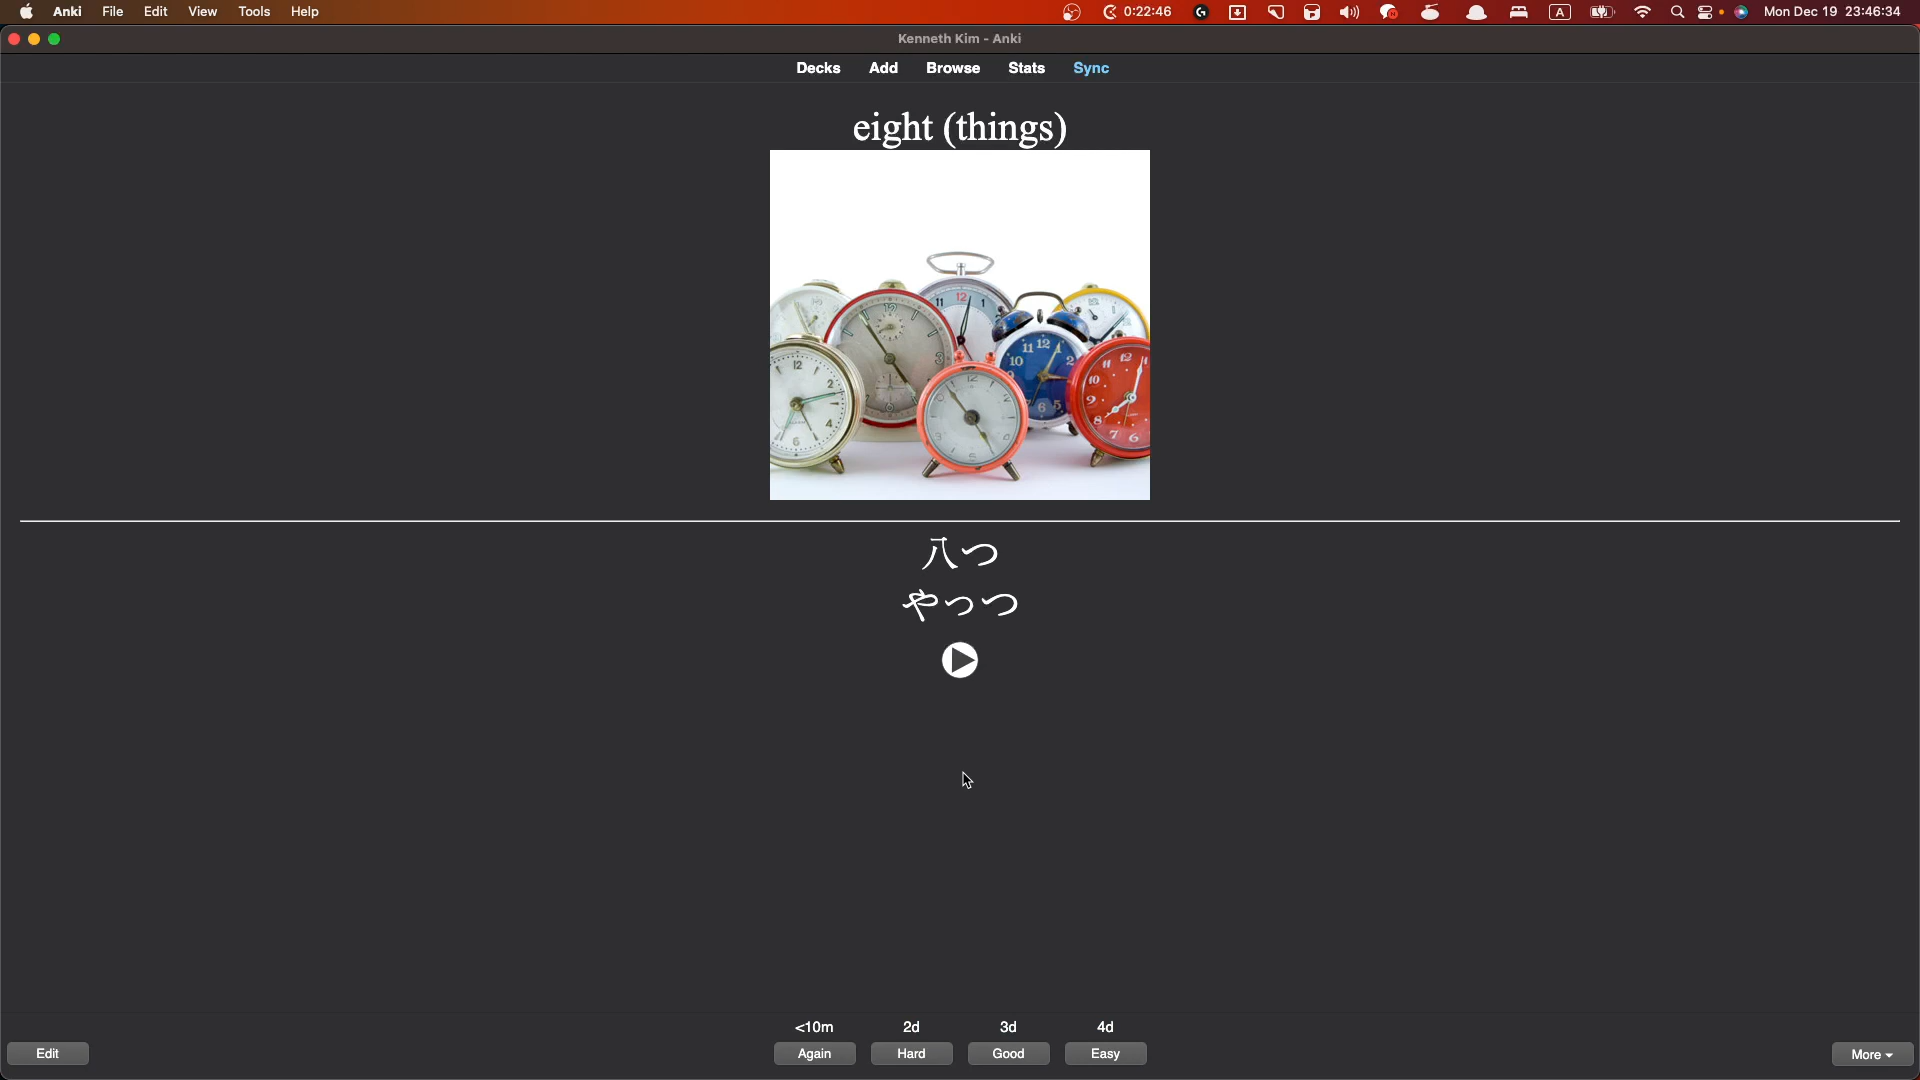 Anki File Edit View Tools Help 0:22:46 A Mon Dec 19 23:46:34
Kenneth Kim - Anki
Decks Add Browse Stats Sync
eight (things)
八つ
やっつ
<10m 2d 3d 4d
Edit Again Hard Good Easy More